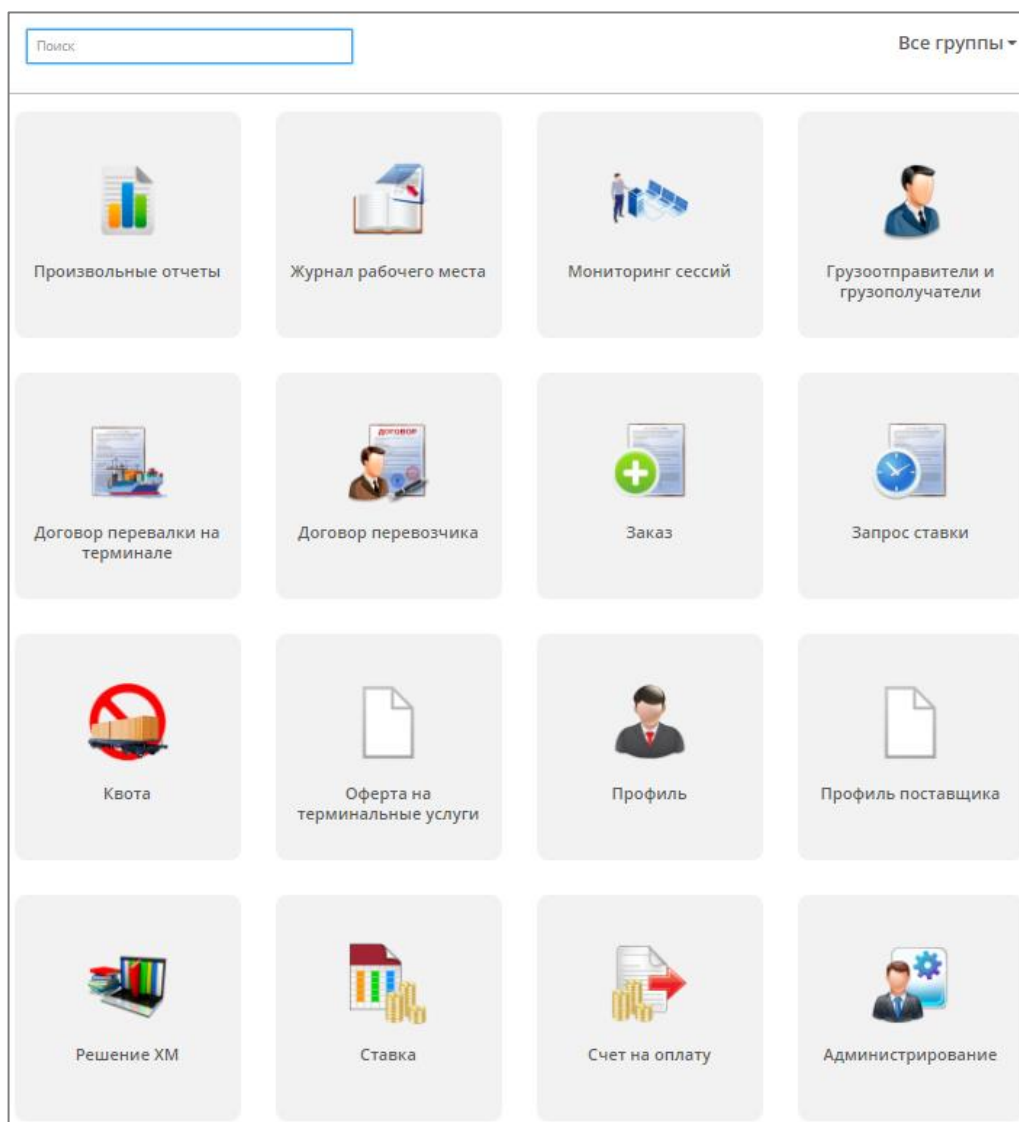 Поиск
Все группы
Произвольные отчеты
Журнал рабочего места
Мониторинг сессий
Грузоотправители и
грузополучатели
Договор перевалки на
терминале
ДОГОВОР
Договор перевозчика
Заказ
Запрос ставки
Квота
Оферта на
терминальные услуги
Профиль
Профиль поставщика
Решение ХМ
Ставка
Счет на оплату
Администрирование